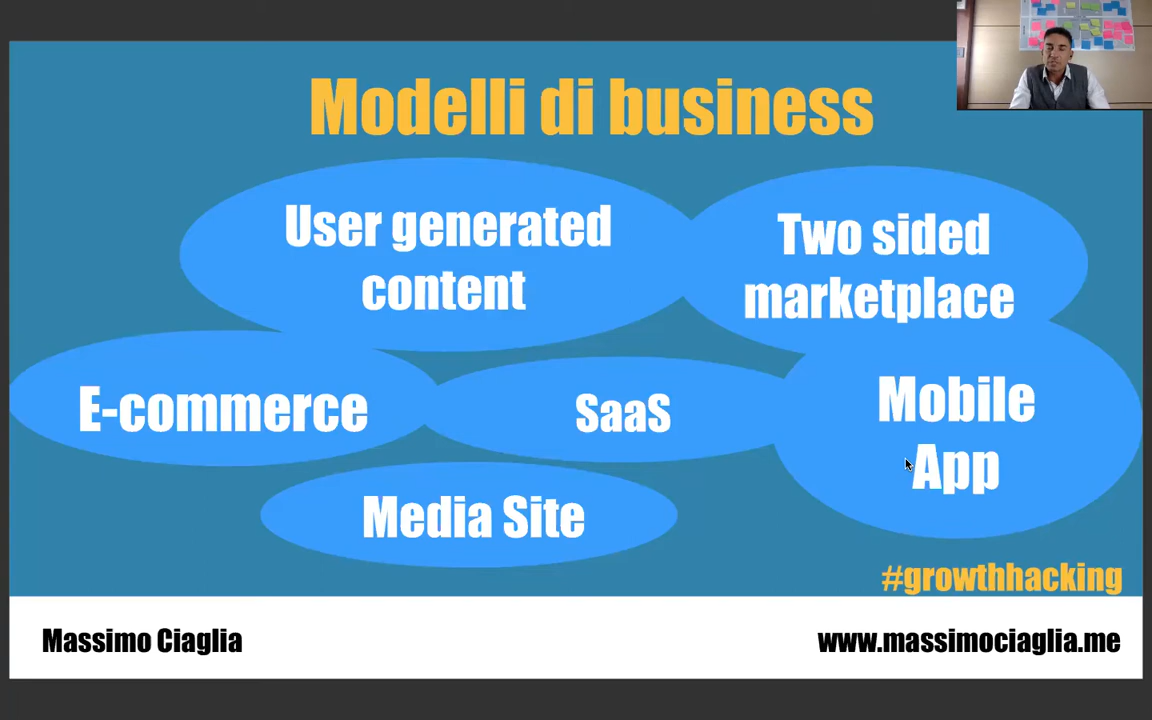 Modelli di business
User generated
content
Two sided
marketplace
E-commerce
SaaS
Mobile
App
Media Site
#growthhacking
Massimo Ciaglia
www.massimociaglia.me